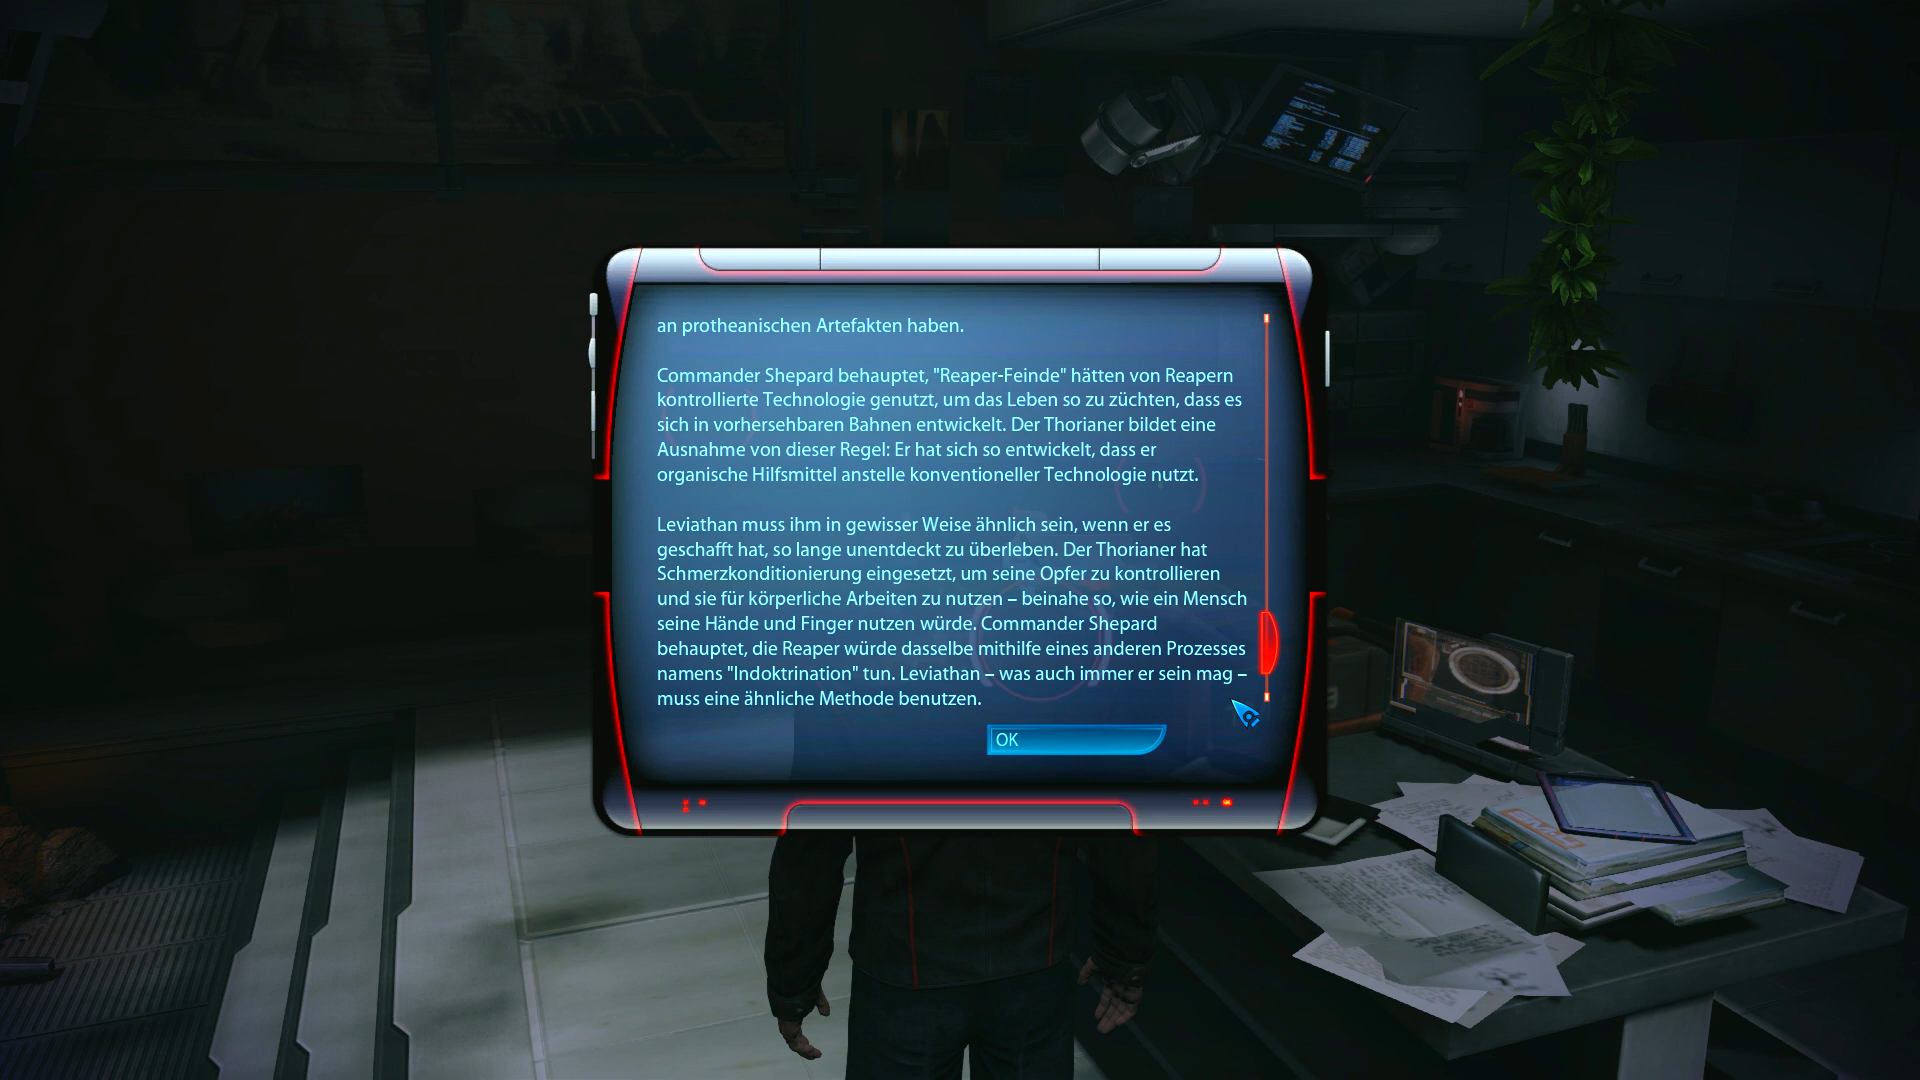 an protheanischen Artefakten haben.
Commander Shepard behauptet, "Reaper-Feinde" hätten von Reapern
kontrollierte Technologie genutzt, um das Leben so zu züchten, dass es
sich in vorhersehbaren Bahnen entwickelt. Der Thorianer bildet eine
Ausnahme von dieser Regel: Er hat sich so entwickelt, dass er
organische Hilfsmittel anstelle konventioneller Technologie nutzt.
Leviathan muss ihm in gewisser Weise ähnlich sein, wenn er es
geschafft hat, so lange unentdeckt zu überleben. Der Thorianer hat
Schmerzkonditionierung eingesetzt, um seine Opfer zu kontrollieren
und sie für körperliche Arbeiten zu nutzen – beinahe so, wie ein Mensch
seine Hände und Finger nutzen würde. Commander Shepard
behauptet, die Reaper würde dasselbe mithilfe eines anderen Prozesses
namens "Indoktrination" tun. Leviathan – was auch immer er sein mag –
muss eine ähnliche Methode benutzen.
OK